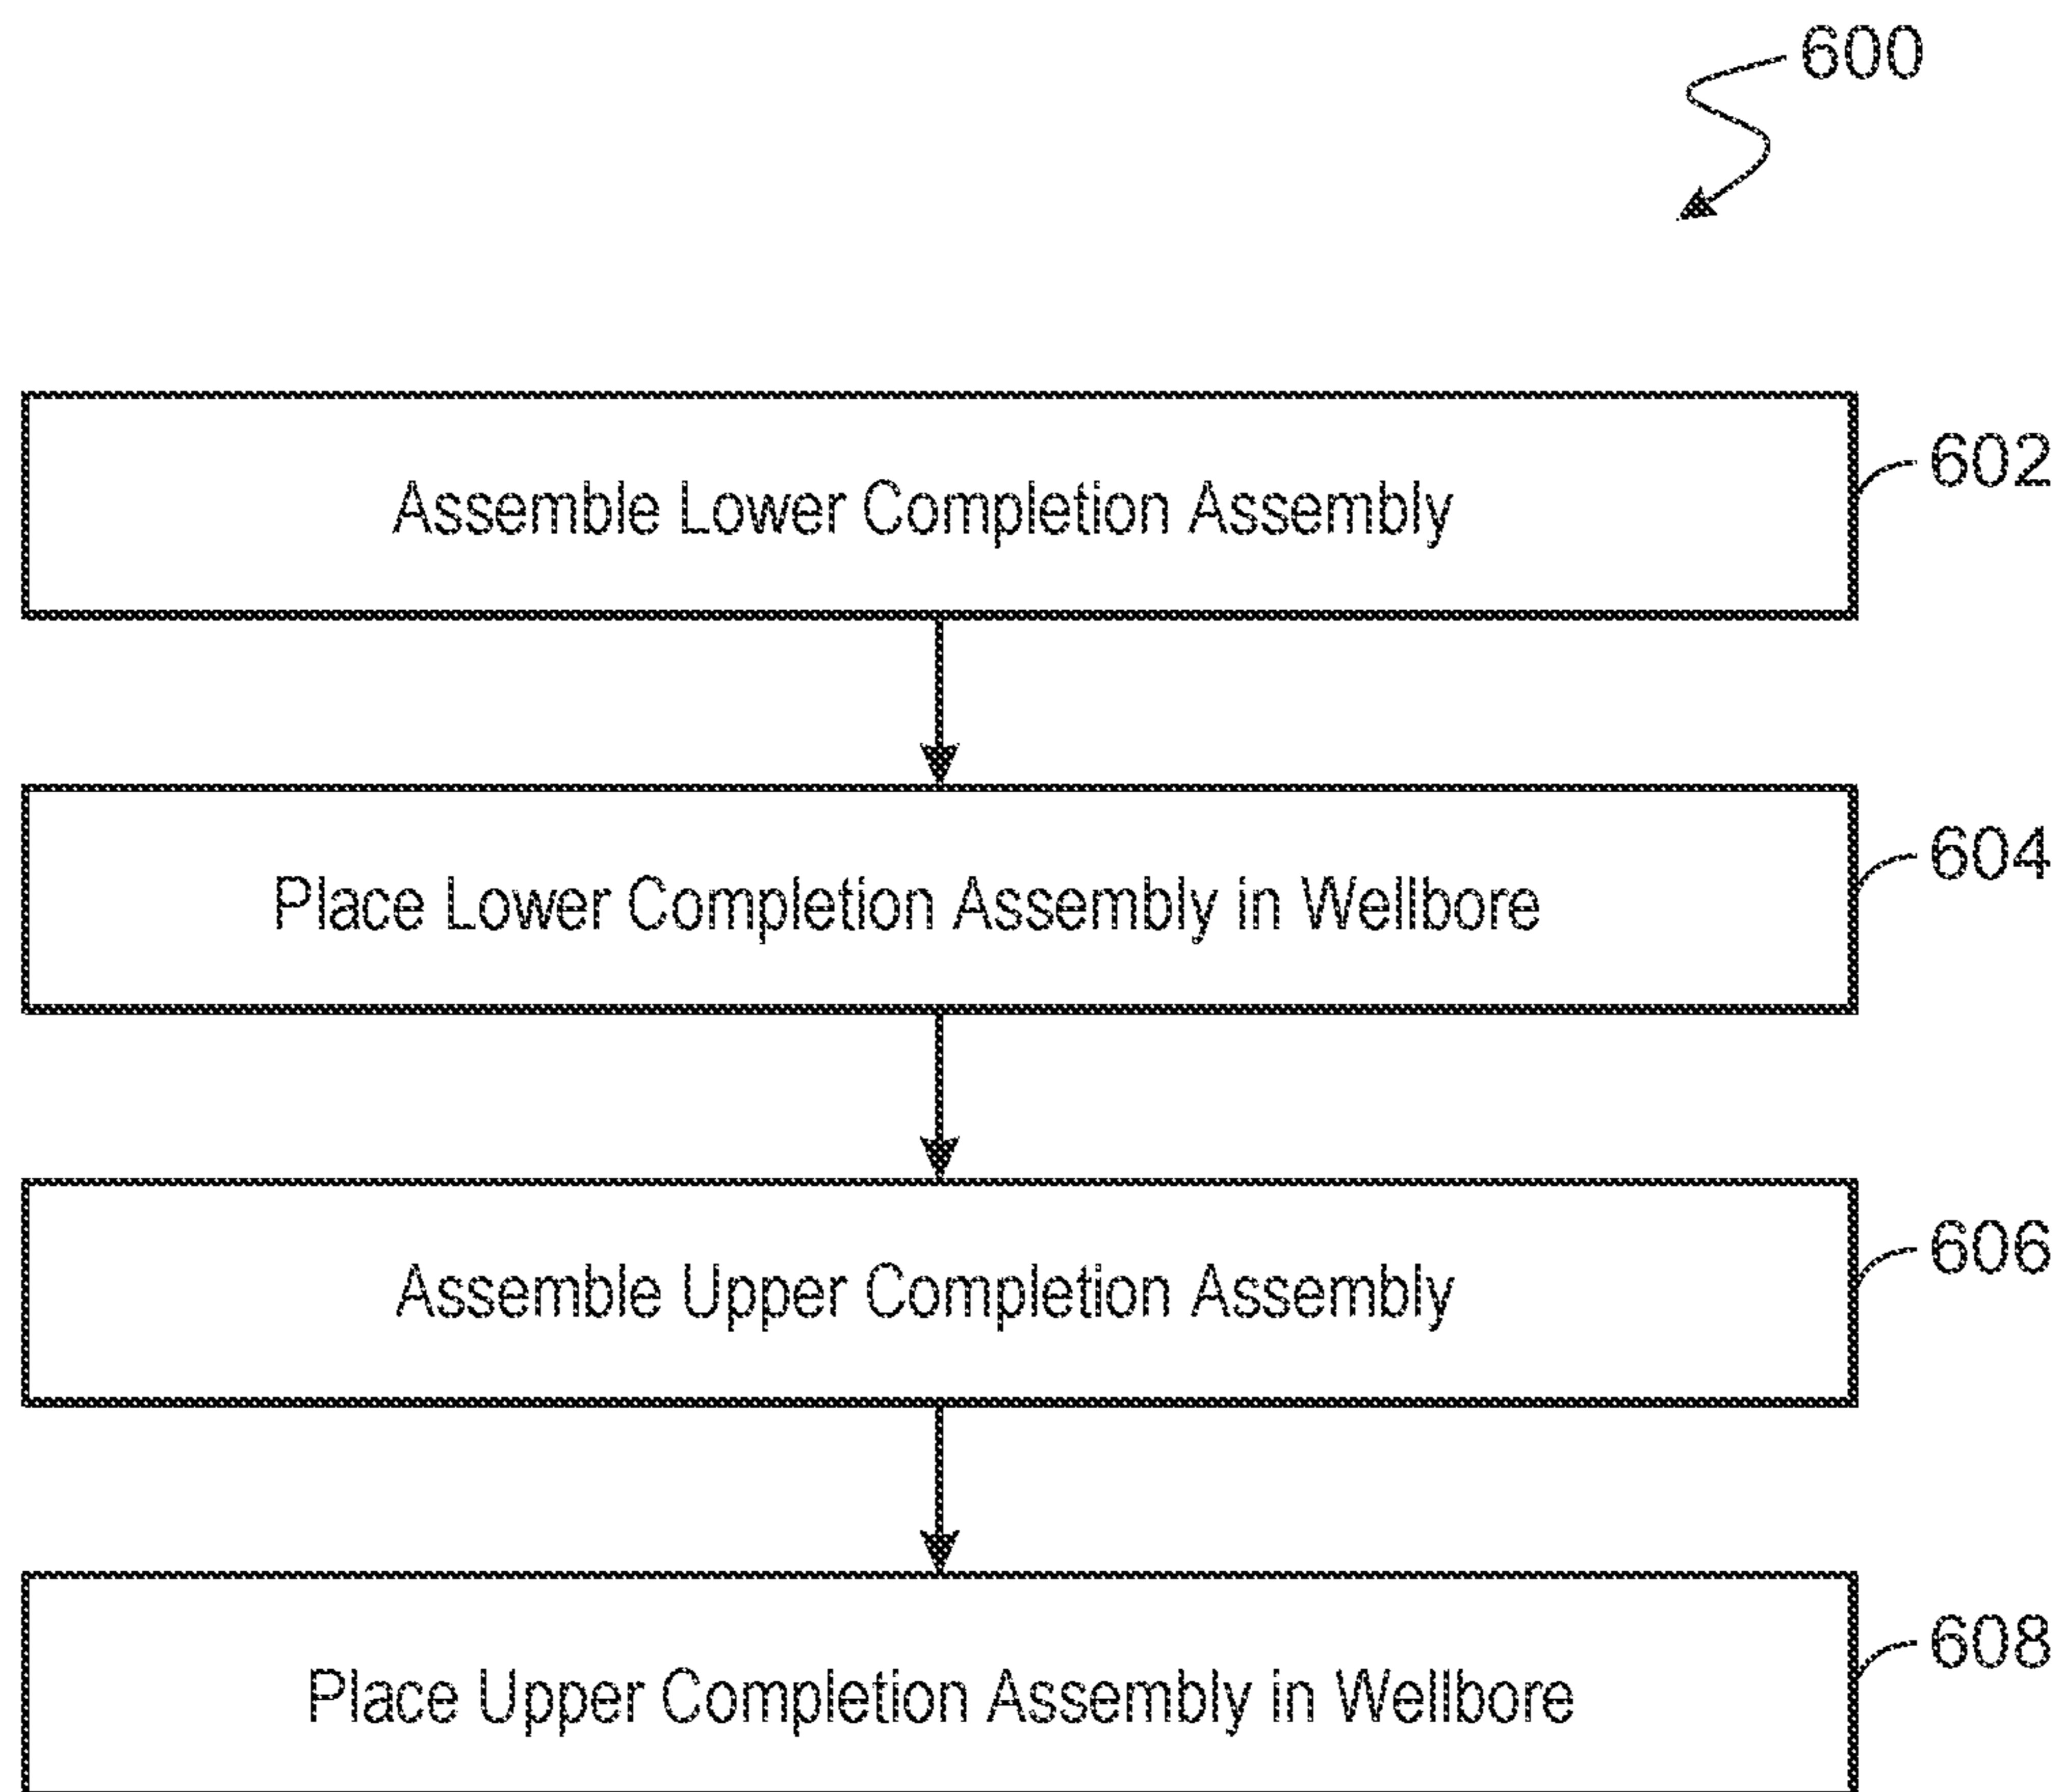 600
Assemble Lower Completion Assembly
602
Place Lower Completion Assembly in Wellbore
604
Assemble Upper Completion Assembly
606
Place Upper Completion Assembly in Wellbore
608